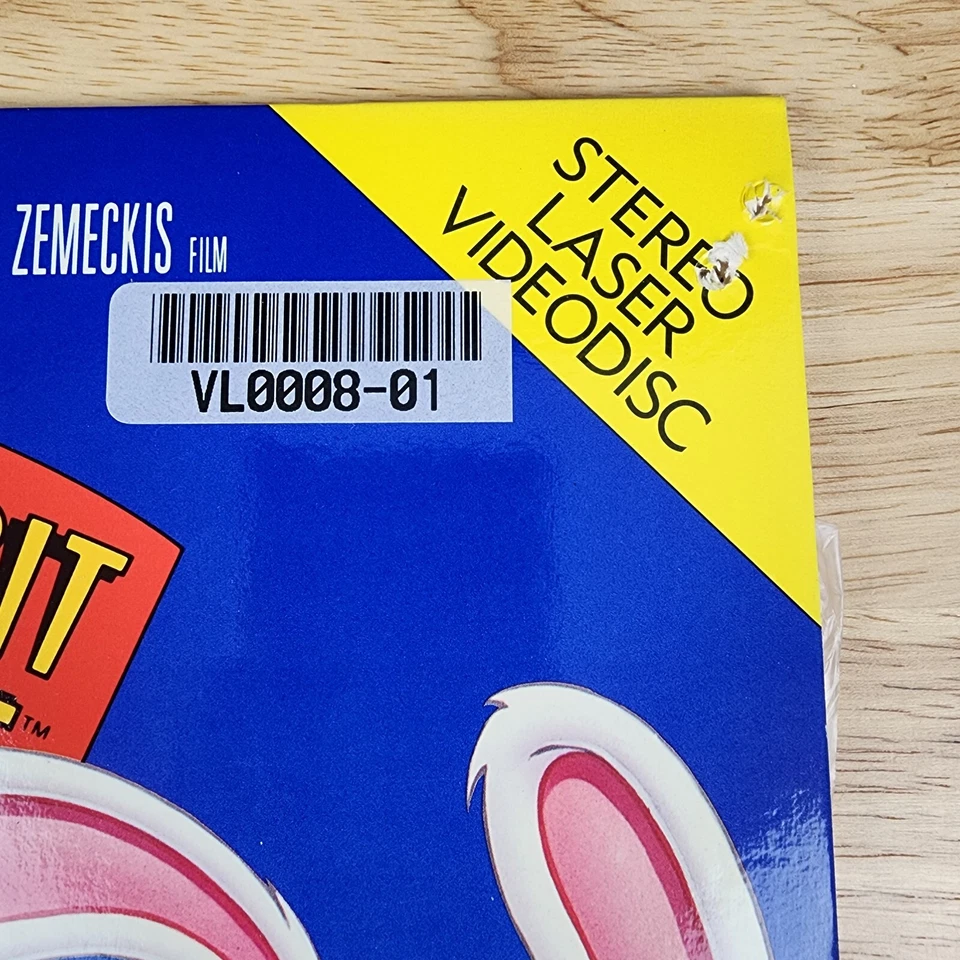 ZEMECKIS FILM
STEREO
LASER
VIDEODISC
VL0008-01
IT
TM